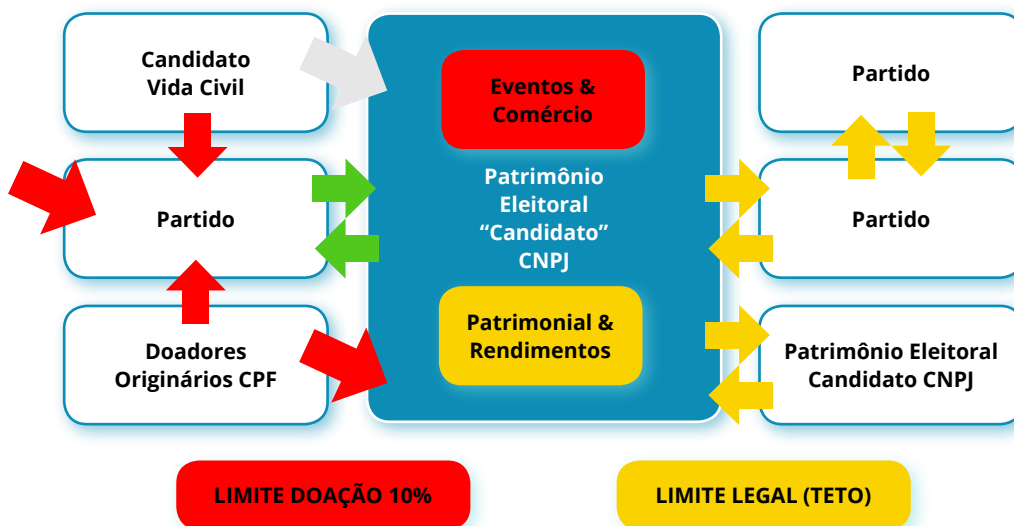 Candidato
Vida Civil
Partido
Doadores
Originários CPF
Eventos &
Comércio
Patrimônio
Eleitoral
“Candidato”
CNPJ
Patrimonial &
Rendimentos
Partido
Partido
Patrimônio Eleitoral
Candidato CNPJ
LIMITE DOAÇÃO 10%
LIMITE LEGAL (TETO)